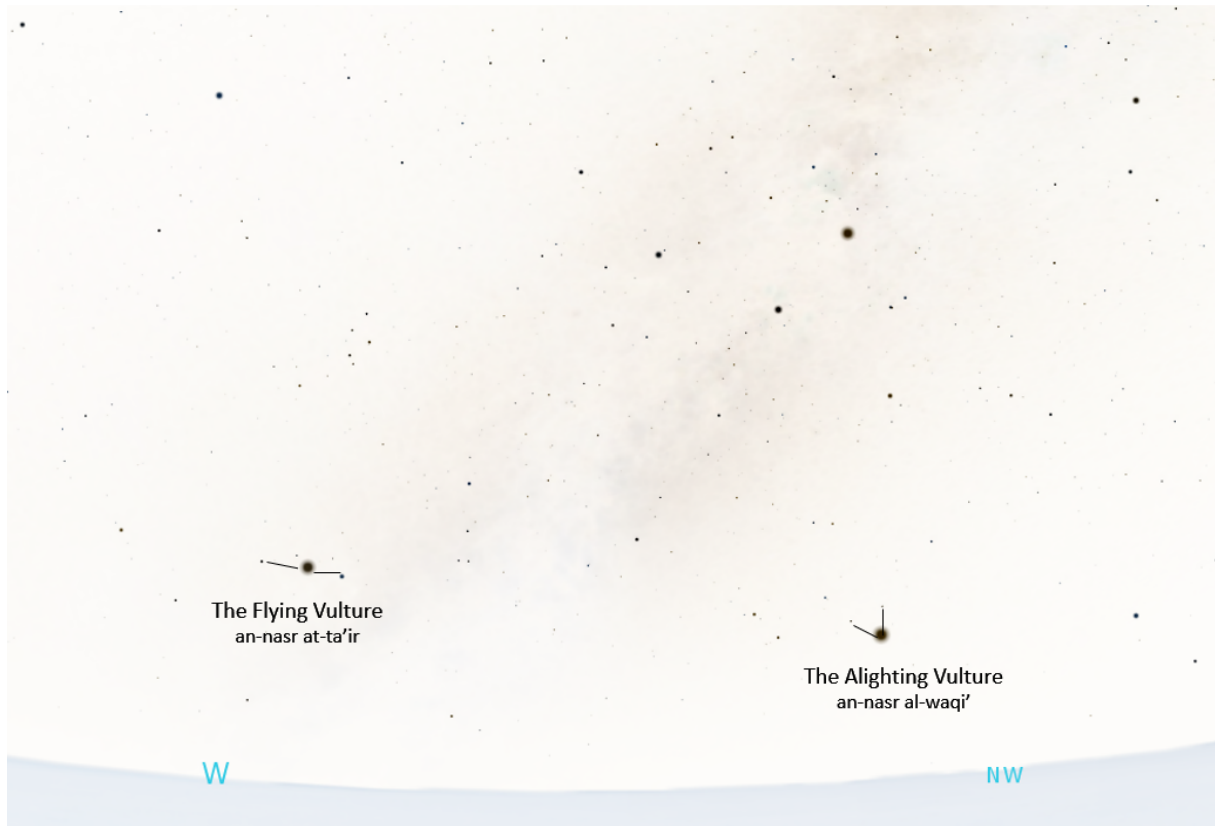 The Flying Vulture
an-nasr at-ta'ir
The Alighting Vulture
an-nasr al-waqi'
W
NW